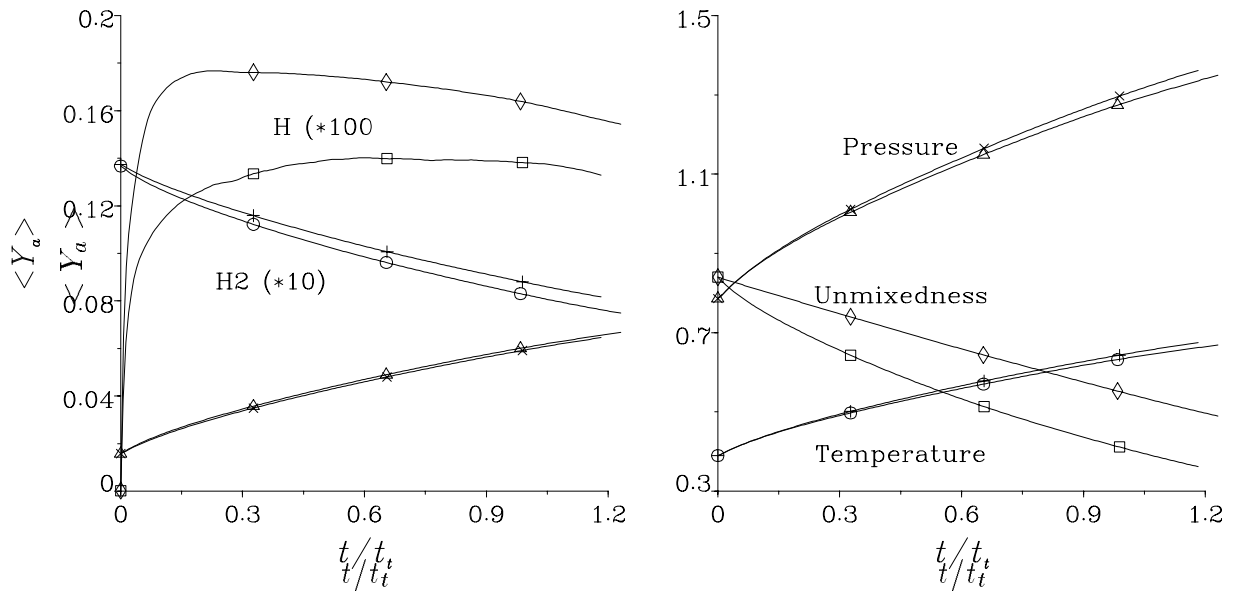 0.2
0.16
0.12
0.08
0.04
0
0
0.3
0.6
0.9
1.2
<Y_a>
<Y_a>
H (*100
H2 (*10)
t/t_t
t/t_t
1.5
1.1
0.7
0.3
0
0.3
0.6
0.9
1.2
Pressure
Unmixedness
Temperature
t/t_t
t/t_t